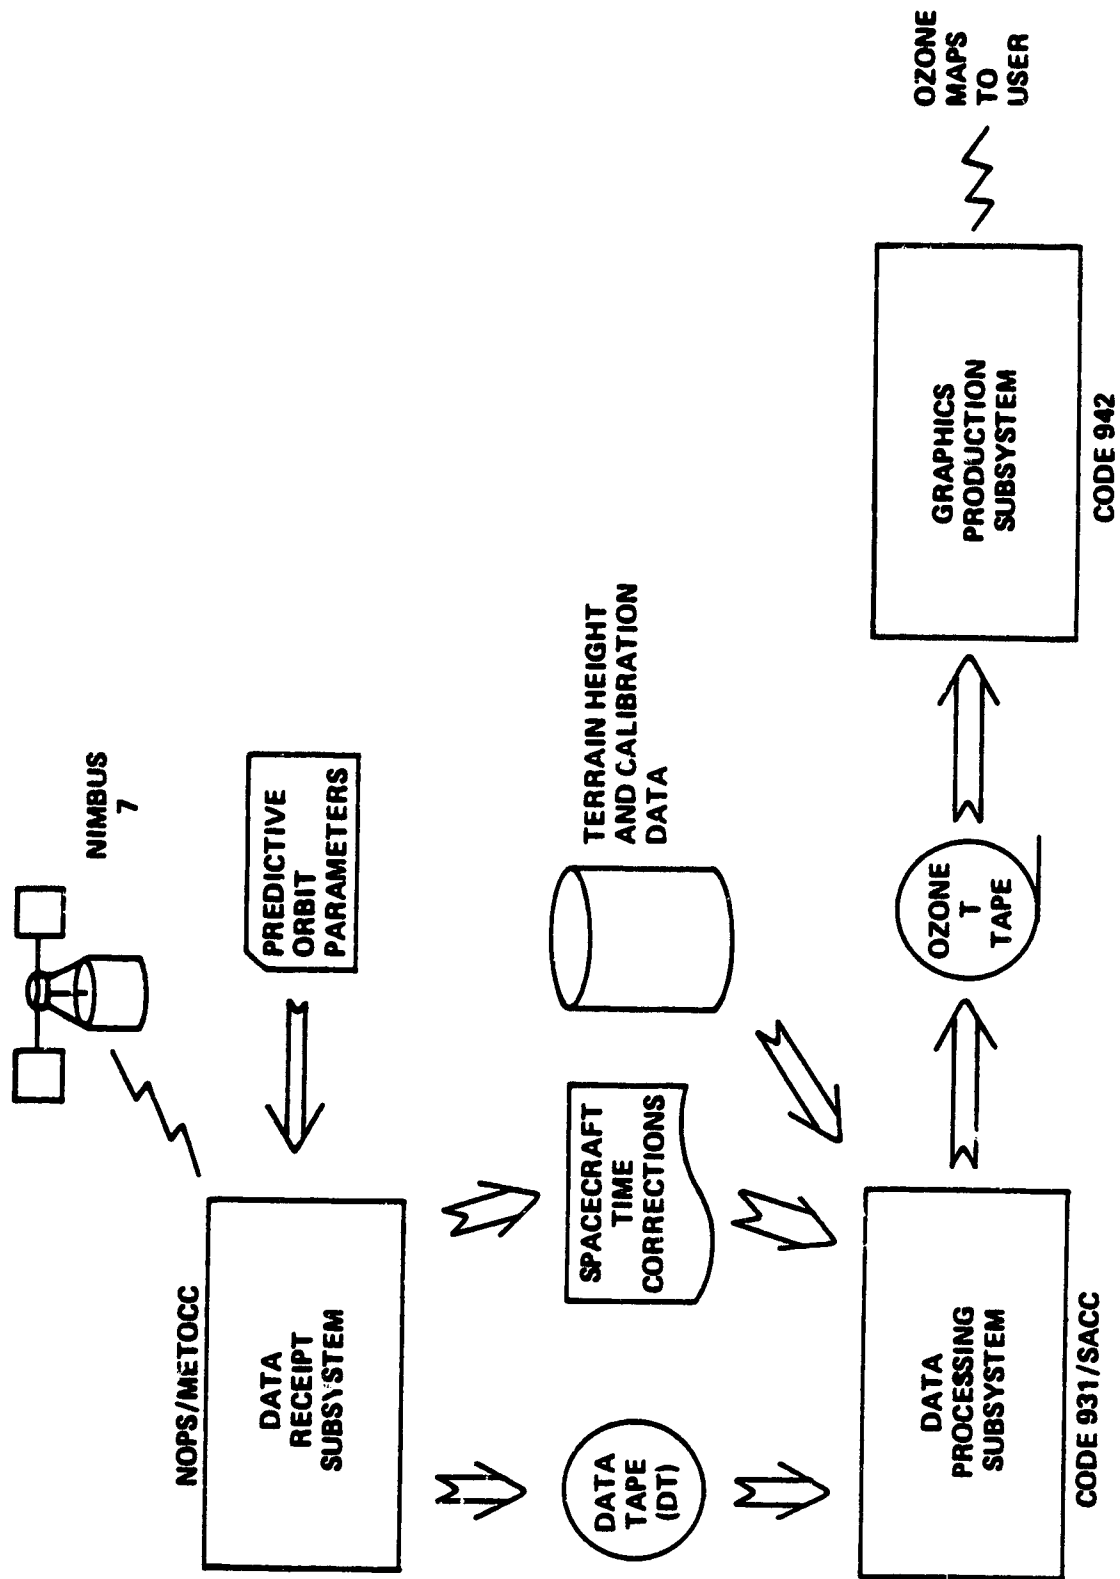 NIMBUS
7
NOPS/METOCC
DATA
RECEIPT
SUBSYSTEM
PREDICTIVE
ORBIT
PARAMETERS
DATA
TAPE
(DT)
SPACECRAFT
TIME
CORRECTIONS
TERRAIN HEIGHT
AND CALIBRATION
DATA
DATA
PROCESSING
SUBSYSTEM
CODE 931/SACC
OZONE
T
TAPE
GRAPHICS
PRODUCTION
SUBSYSTEM
CODE 942
OZONE
MAPS
TO
USER